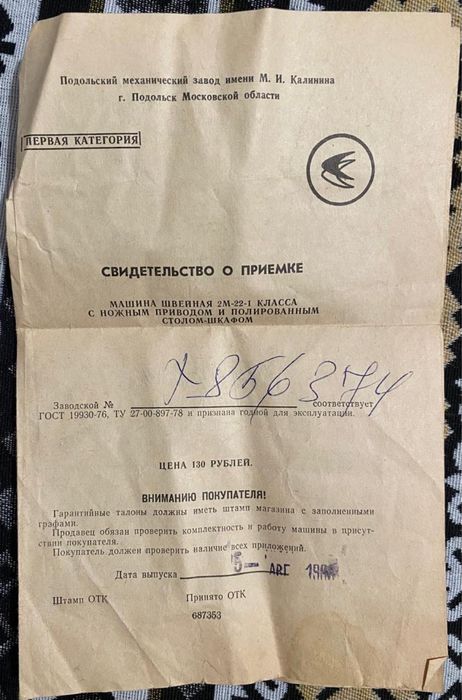 Подольский механический завод имени М. И. Калинина
г. Подольск Московской области
ПЕРВАЯ КАТЕГОРИЯ
СВИДЕТЕЛЬСТВО О ПРИЕМКЕ
МАШИНА ШВЕЙНАЯ 2М-22-1 КЛАССА
С НОЖНЫМ ПРИВОДОМ И ПОЛИРОВАННЫМ
СТОЛОМ-ШКАФОМ
Заводской № 856374 соответствует
ГОСТ 19930-76, ТУ 27-00-897-78 и признана годной для эксплуатации.
ЦЕНА 130 РУБЛЕЙ.
ВНИМАНИЮ ПОКУПАТЕЛЯ!
Гарантийные талоны должны иметь штамп магазина с заполненными
графами.
Продавец обязан проверить комплектность и работу машины в присут-
ствии покупателя.
Покупатель должен проверить наличие всех приложений.
Дата выпуска 5
Штамп ОТК Принято ОТК
687353